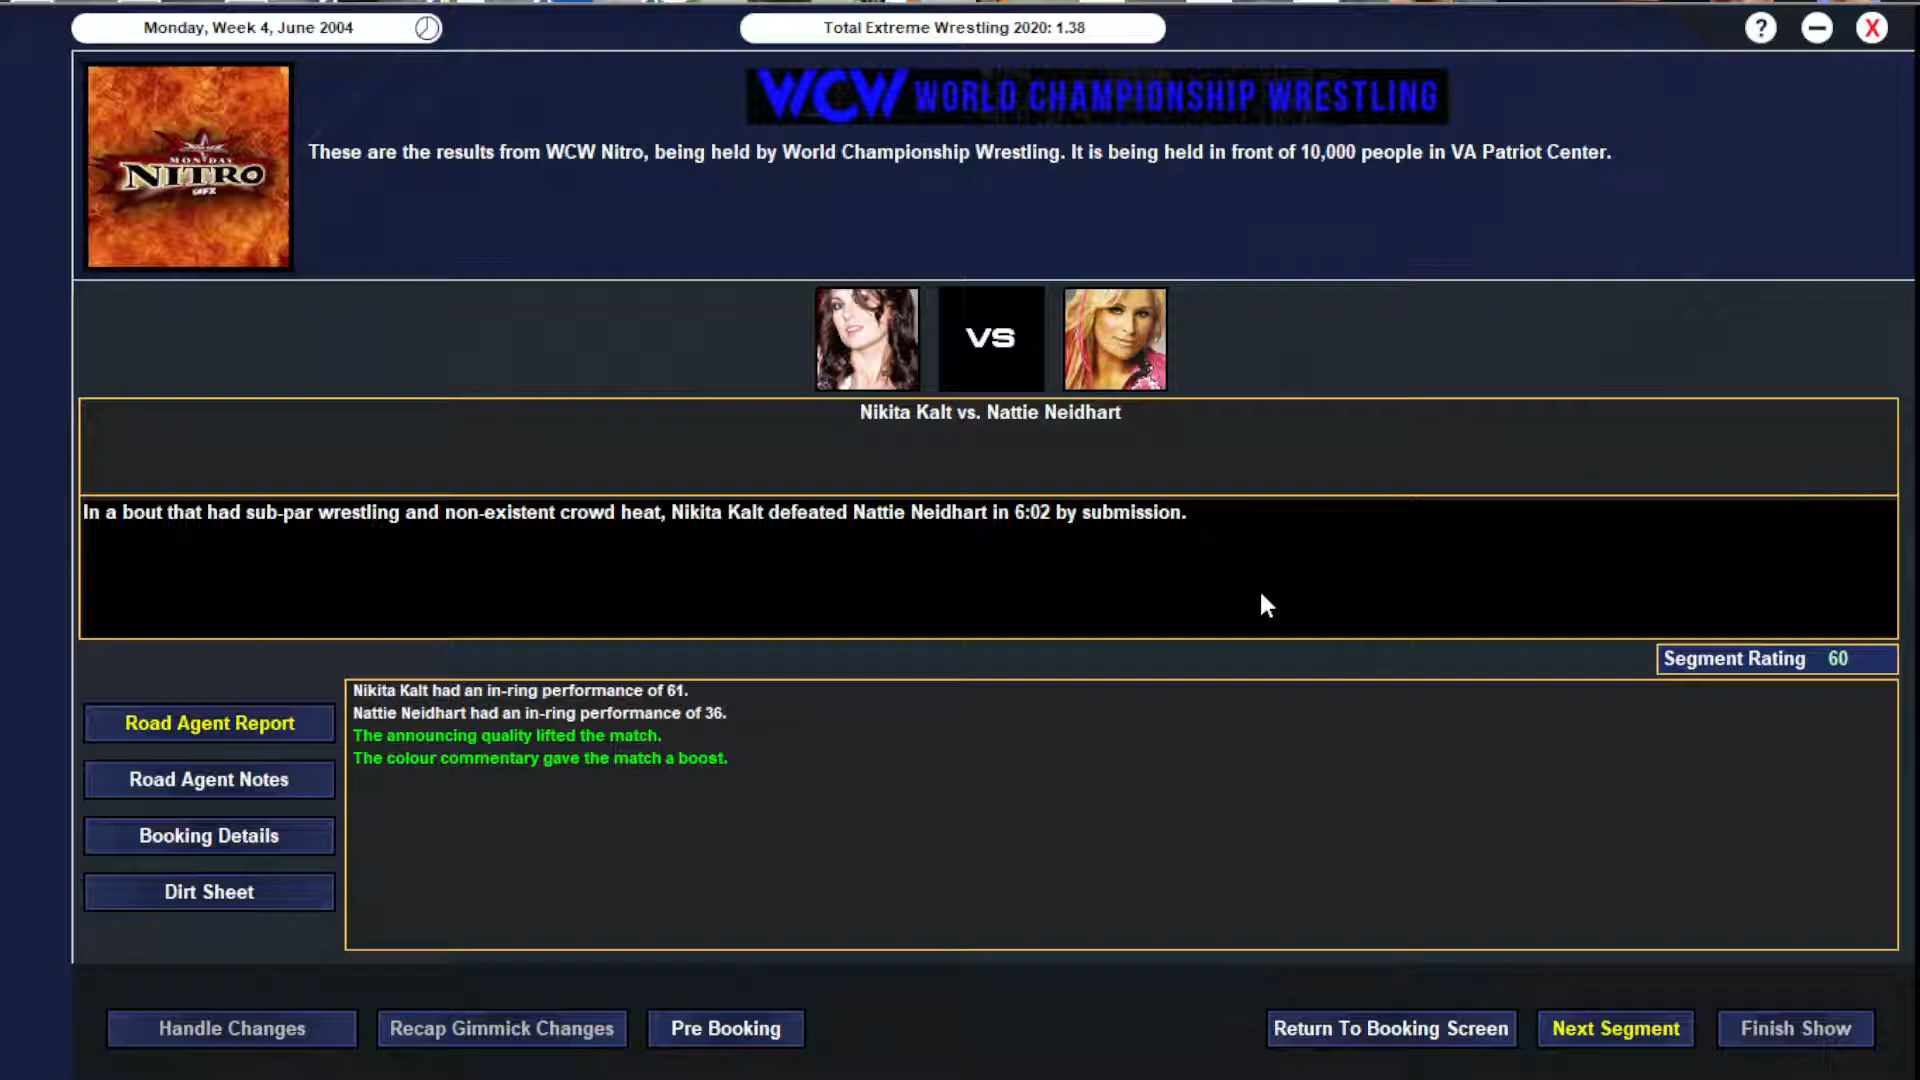 Monday, Week 4, June 2004
Total Extreme Wrestling 2020: 1.38
?
X
WCW WORLD CHAMPIONSHIP WRESTLING
MONDAY
NITRO
These are the results from WCW Nitro, being held by World Championship Wrestling. It is being held in front of 10,000 people in VA Patriot Center.
VS
Nikita Kalt vs. Nattie Neidhart
In a bout that had sub-par wrestling and non-existent crowd heat, Nikita Kalt defeated Nattie Neidhart in 6:02 by submission.
Segment Rating 60
Road Agent Report
Road Agent Notes
Booking Details
Dirt Sheet
Nikita Kalt had an in-ring performance of 61.
Nattie Neidhart had an in-ring performance of 36.
The announcing quality lifted the match.
The colour commentary gave the match a boost.
Handle Changes
Recap Gimmick Changes
Pre Booking
Return To Booking Screen
Next Segment
Finish Show